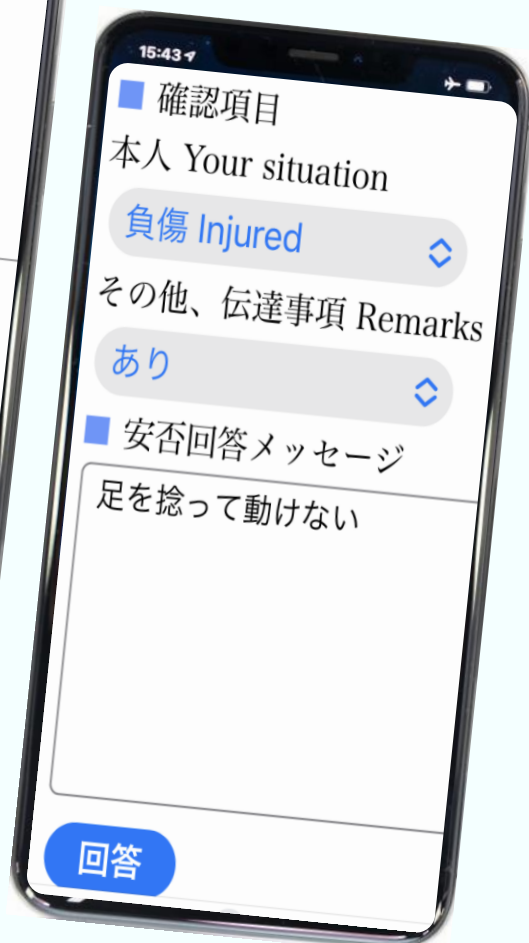 15:43
■ 確認項目
本人 Your situation
負傷 Injured
その他、伝達事項 Remarks
あり
■ 安否回答メッセージ
足を捻って動けない
回答